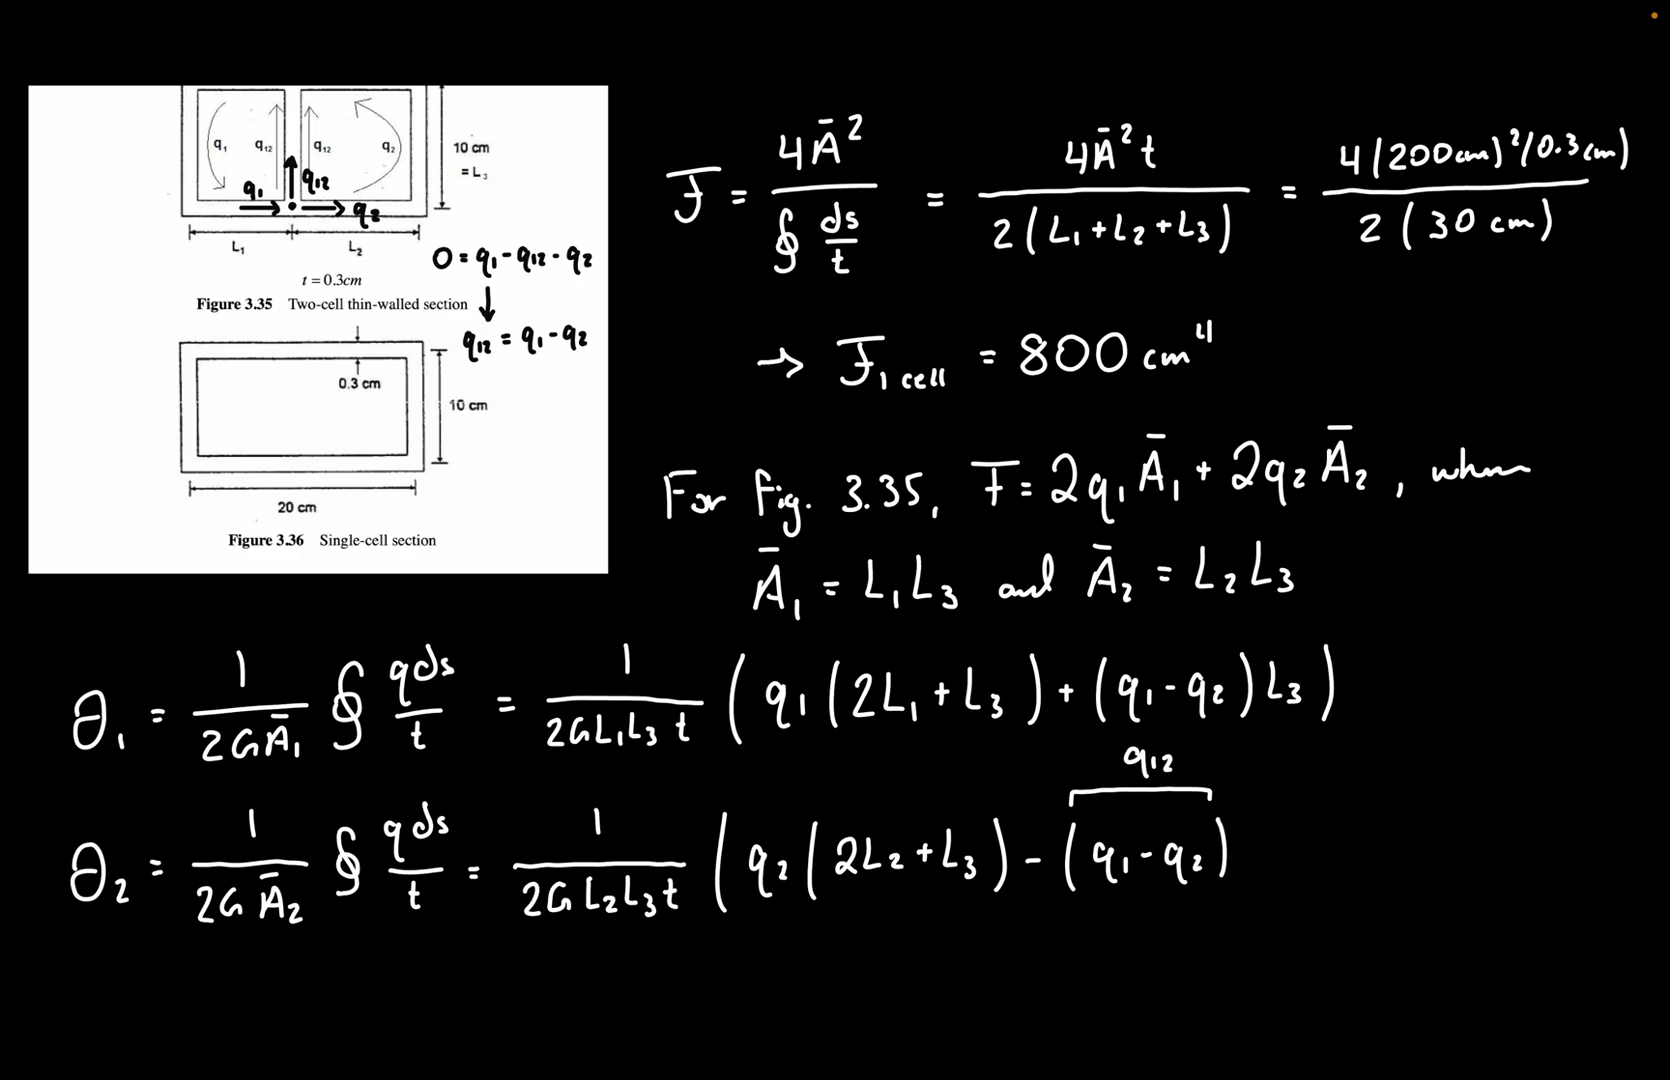 q₁ q₁₂ q₁₂ q₂ 10 cm
= L₃
q₁ q₁₂ q₂
L₁ L₂
0 = q₁ - q₁₂ - q₂
t = 0.3cm
Figure 3.35 Two-cell thin-walled section
↓
q₁₂ = q₁ - q₂
0.3 cm
10 cm
20 cm
Figure 3.36 Single-cell section
J = 4Ā² / ∮ ds/t = 4Ā²t / 2(L₁+L₂+L₃) = 4(200cm)²(0.3cm) / 2(30 cm)
→ J₁ cell = 800 cm⁴
For Fig. 3.35, T = 2q₁Ā₁ + 2q₂Ā₂, when
Ā₁ = L₁L₃ and Ā₂ = L₂L₃
θ₁ = 1/2GĀ₁ ∮ qds/t = 1/2GL₁L₃t (q₁(2L₁+L₃) + (q₁-q₂)L₃)
q₁₂
θ₂ = 1/2GĀ₂ ∮ qds/t = 1/2GL₂L₃t (q₂(2L₂+L₃) - (q₁-q₂)